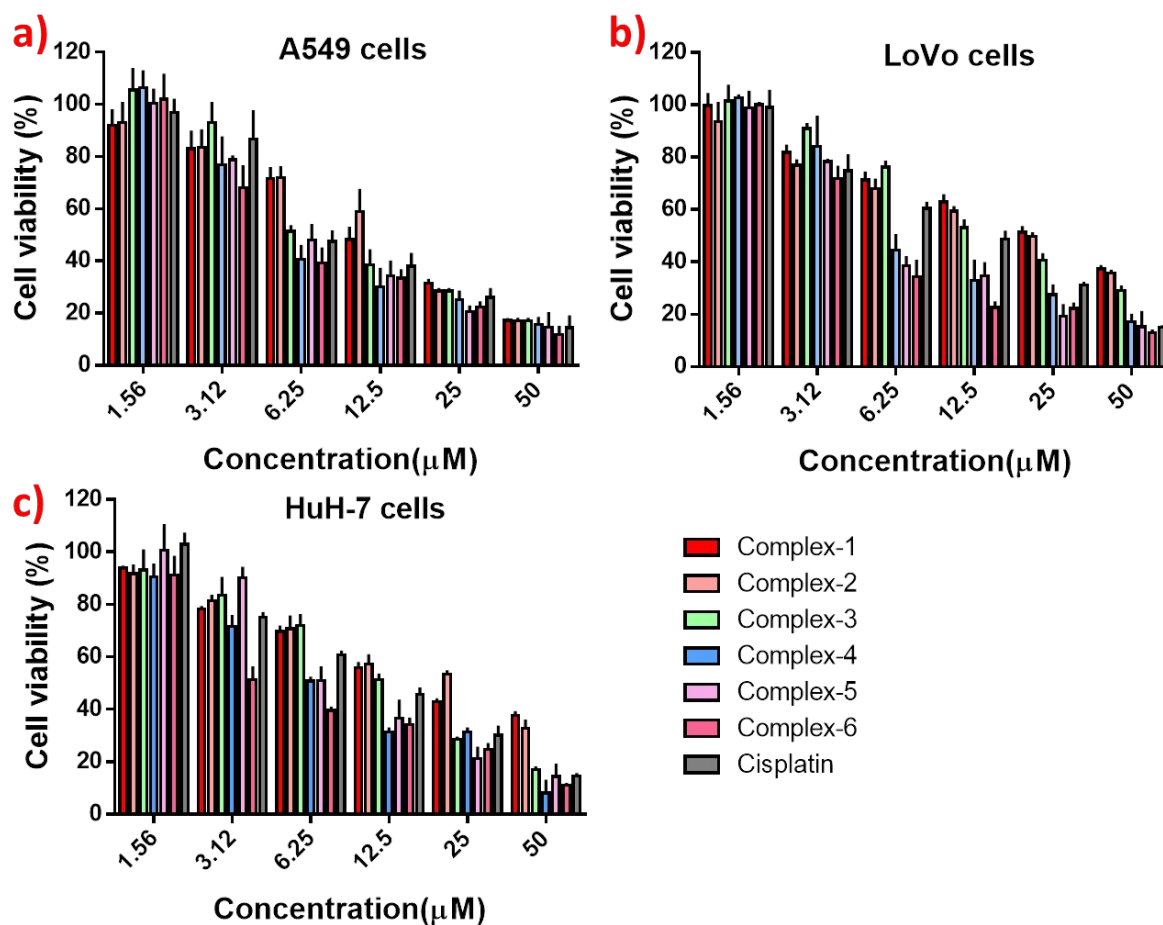 a)
A549 cells
Cell viability (%)
120
100
80
60
40
20
0
1.56
3.12
6.25
12.5
25
50
Concentration(μM)
b)
LoVo cells
Cell viability (%)
120
100
80
60
40
20
0
1.56
3.12
6.25
12.5
25
50
Concentration(μM)
c)
HuH-7 cells
Cell viability (%)
120
100
80
60
40
20
0
1.56
3.12
6.25
12.5
25
50
Concentration(μM)
Complex-1
Complex-2
Complex-3
Complex-4
Complex-5
Complex-6
Cisplatin